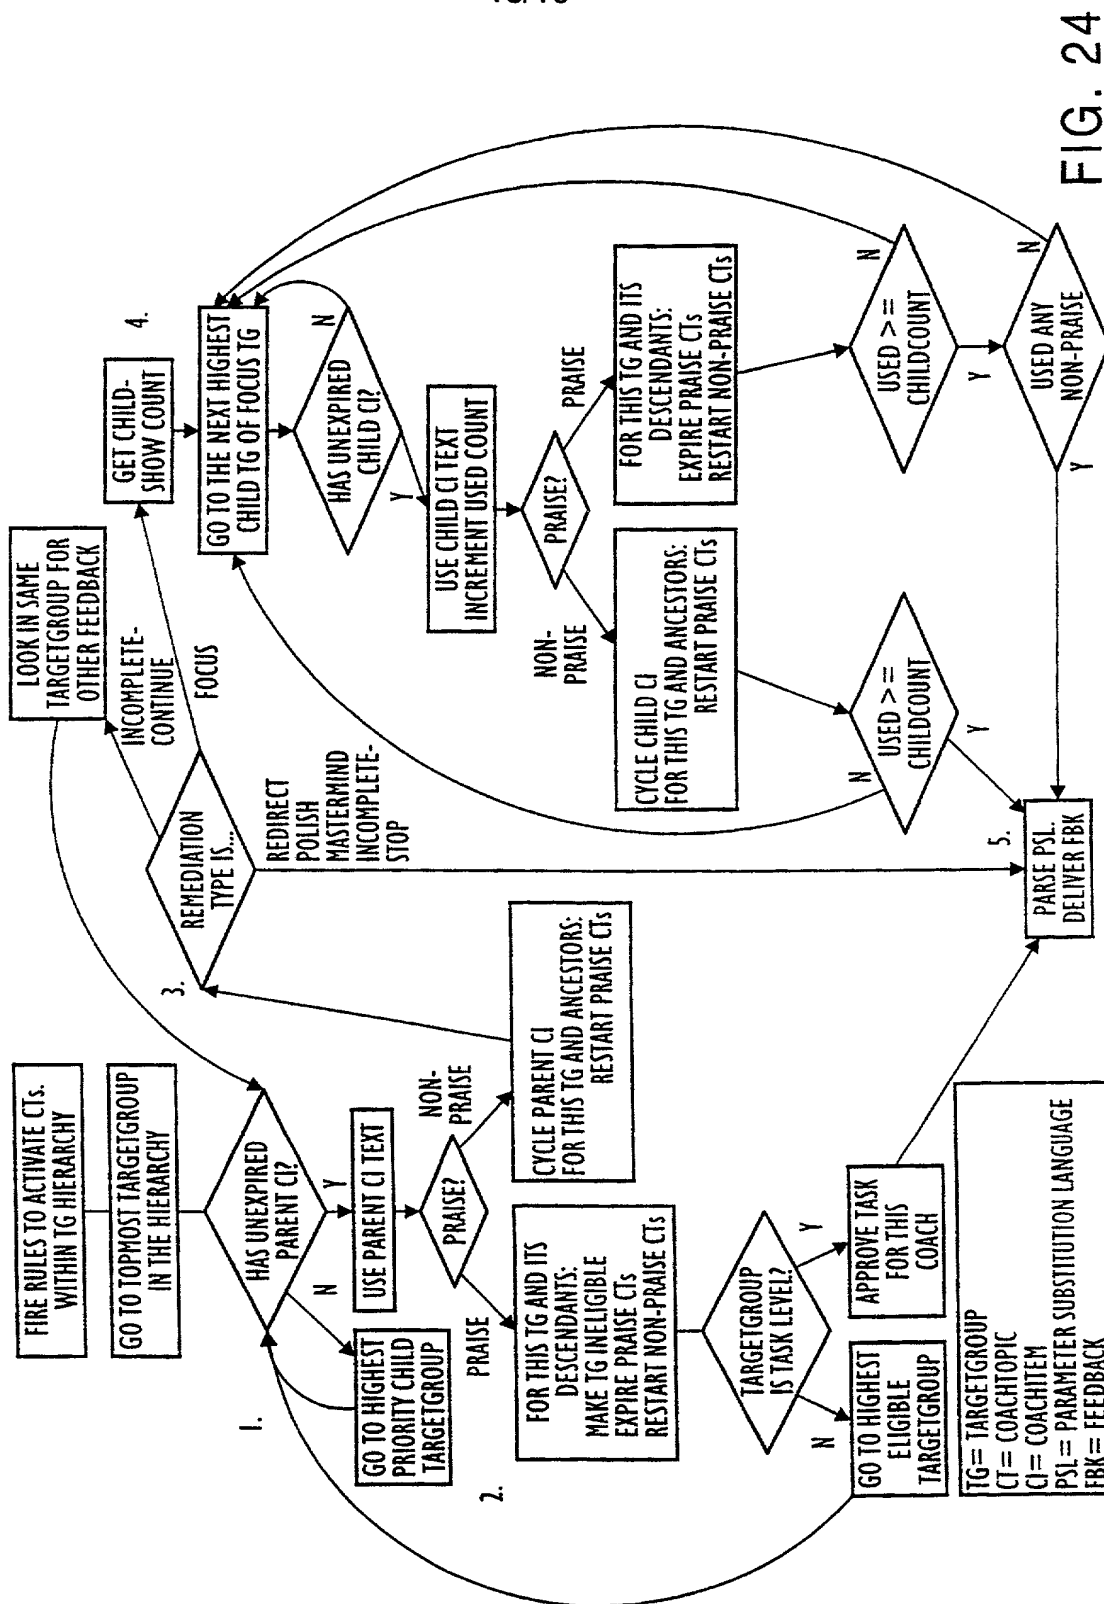 FIRE RULES TO ACTIVATE CTs.
WITHIN TG HIERARCHY
GO TO TOPMOST TARGETGROUP
IN THE HIERARCHY
1.
HAS UNEXPIRED
PARENT CI?
N
Y
GO TO HIGHEST
PRIORITY CHILD
TARGETGROUP
USE PARENT CI TEXT
2.
PRAISE?
PRAISE
NON-
PRAISE
FOR THIS TG AND ITS
DESCENDANTS:
MAKE TG INELIGIBLE
EXPIRE PRAISE CTs
RESTART NON-PRAISE CTs
CYCLE PARENT CI
FOR THIS TG AND ANCESTORS:
RESTART PRAISE CTs
TARGETGROUP
IS TASK LEVEL?
N
Y
GO TO HIGHEST
ELIGIBLE
TARGETGROUP
APPROVE TASK
FOR THIS
COACH
TG= TARGETGROUP
CT= COACHTOPIC
CI= COACHITEM
PSL= PARAMETER SUBSTITUTION LANGUAGE
FBK= FEEDBACK
3.
REMEDIATION
TYPE IS...
LOOK IN SAME
TARGETGROUP FOR
OTHER FEEDBACK
INCOMPLETE-
CONTINUE
FOCUS
REDIRECT
POLISH
MASTERMIND
INCOMPLETE-
STOP
4.
GET CHILD-
SHOW COUNT
GO TO THE NEXT HIGHEST
CHILD TG OF FOCUS TG
HAS UNEXPIRED
CHILD CI?
N
Y
USE CHILD CI TEXT
INCREMENT USED COUNT
PRAISE?
NON-
PRAISE
PRAISE
CYCLE CHILD CI
FOR THIS TG AND ANCESTORS:
RESTART PRAISE CTs
FOR THIS TG AND ITS
DESCENDANTS:
EXPIRE PRAISE CTs
RESTART NON-PRAISE CTs
USED >=
CHILDCOUNT
N
Y
USED >=
CHILDCOUNT
N
Y
USED ANY
NON-PRAISE
N
Y
5.
PARSE PSL.
DELIVER FBK
FIG. 24